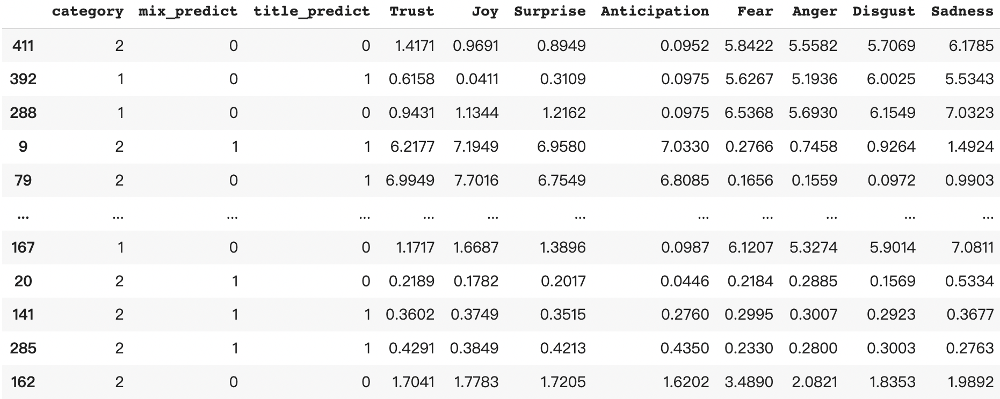 category mix_predict title_predict Trust Joy Surprise Anticipation Fear Anger Disgust Sadness
411 2 0 0 1.4171 0.9691 0.8949 0.0952 5.8422 5.5582 5.7069 6.1785
392 1 0 1 0.6158 0.0411 0.3109 0.0975 5.6267 5.1936 6.0025 5.5343
288 1 0 0 0.9431 1.1344 1.2162 0.0975 6.5368 5.6930 6.1549 7.0323
9 2 1 1 6.2177 7.1949 6.9580 7.0330 0.2766 0.7458 0.9264 1.4924
79 2 0 1 6.9949 7.7016 6.7549 6.8085 0.1656 0.1559 0.0972 0.9903
... ... ... ... ... ... ... ... ... ... ... ...
167 1 0 0 1.1717 1.6687 1.3896 0.0987 6.1207 5.3274 5.9014 7.0811
20 2 1 0 0.2189 0.1782 0.2017 0.0446 0.2184 0.2885 0.1569 0.5334
141 2 1 1 0.3602 0.3749 0.3515 0.2760 0.2995 0.3007 0.2923 0.3677
285 2 1 1 0.4291 0.3849 0.4213 0.4350 0.2330 0.2800 0.3003 0.2763
162 2 0 0 1.7041 1.7783 1.7205 1.6202 3.4890 2.0821 1.8353 1.9892